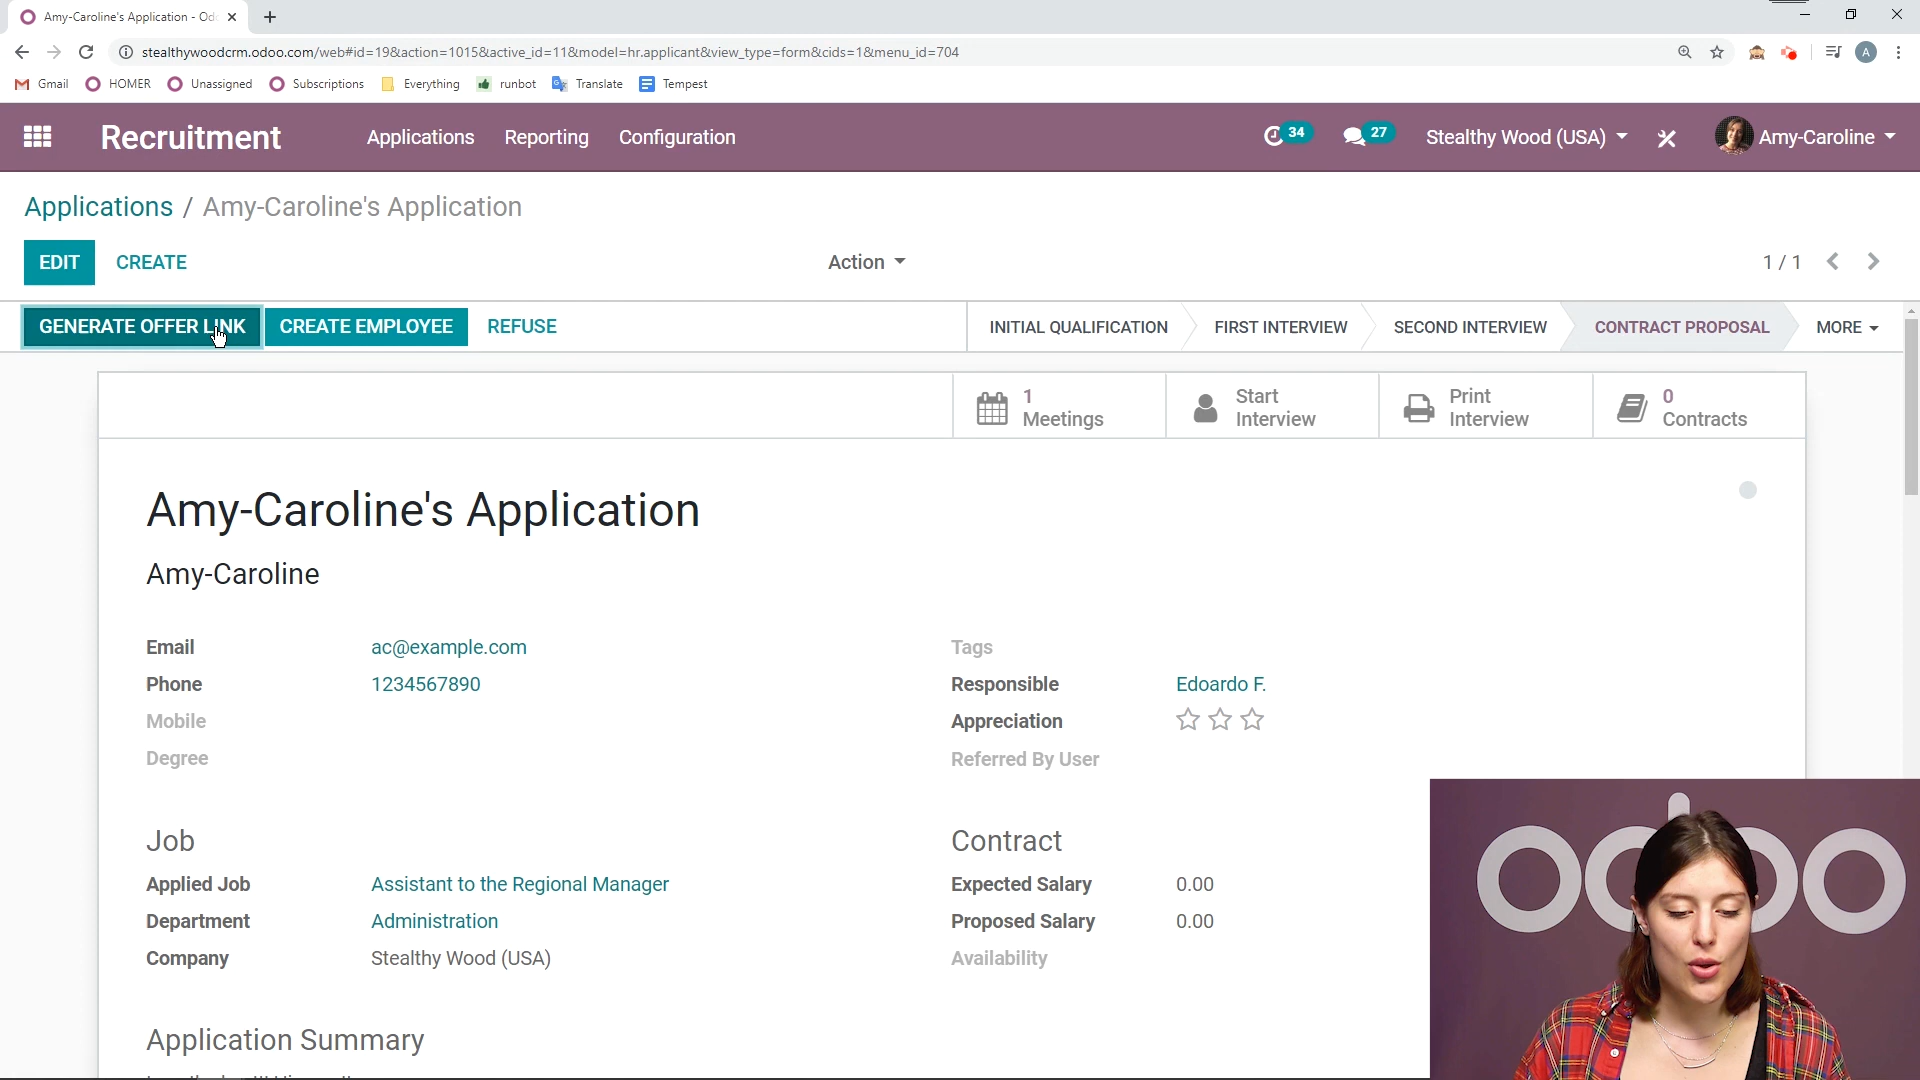 Amy-Caroline's Application - Odo
stealthywoodcrm.odoo.com/web#id=19&action=1015&active_id=11&model=hr.applicant&view_type=form&cids=1&menu_id=704
A
Gmail HOMER Unassigned Subscriptions Everything runbot Translate Tempest
Recruitment Applications Reporting Configuration 34 27 Stealthy Wood (USA) Amy-Caroline
Applications / Amy-Caroline's Application
EDIT CREATE Action 1 / 1
GENERATE OFFER LINK CREATE EMPLOYEE REFUSE INITIAL QUALIFICATION FIRST INTERVIEW SECOND INTERVIEW CONTRACT PROPOSAL MORE
1 Meetings
Start Interview
Print Interview
0 Contracts
Amy-Caroline's Application
Amy-Caroline
Email ac@example.com
Phone 1234567890
Mobile
Degree
Tags
Responsible Edoardo F.
Appreciation
Referred By User
Job
Applied Job Assistant to the Regional Manager
Department Administration
Company Stealthy Wood (USA)
Contract
Expected Salary 0.00
Proposed Salary 0.00
Availability
Application Summary
odoo